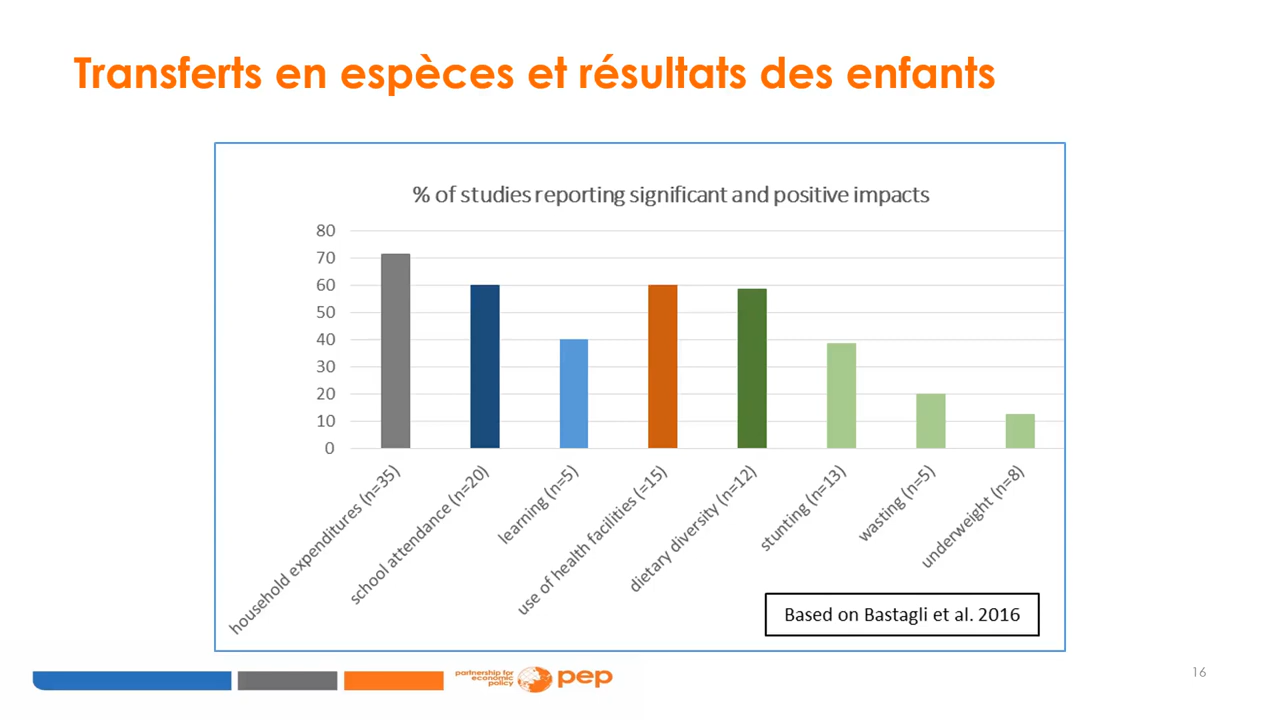 Transferts en espèces et résultats des enfants
% of studies reporting significant and positive impacts
80
70
60
50
40
30
20
10
0
household expenditures (n=35)
school attendance (n=20)
learning (n=5)
use of health facilities (=15)
dietary diversity (n=12)
stunting (n=13)
wasting (n=5)
underweight (n=8)
Based on Bastagli et al. 2016
partnership for
economic
policy
pep
16